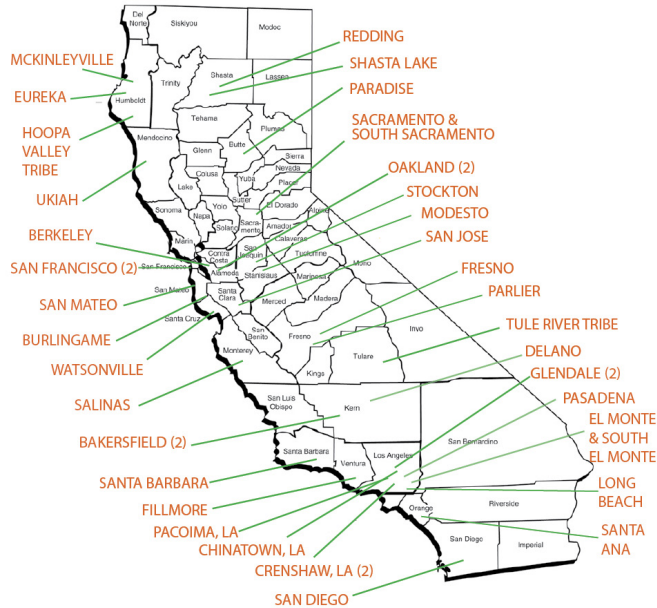 Del
Norte
Siskiyou
Modoc
REDDING
MCKINLEYVILLE
SHASTA LAKE
Trinity
Shasta
Lassen
EUREKA
PARADISE
Humboldt
HOOPA
VALLEY
TRIBE
Tehama
Plumas
SACRAMENTO &
SOUTH SACRAMENTO
Mendocino
Glenn
Butte
Sierra
Nevada
OAKLAND (2)
Colusa
Yuba
Placer
UKIAH
Lake
Sutter
STOCKTON
Sonoma
Napa
Yolo
El Dorado
Alpine
MODESTO
Solano
Sacra-
mento
Amador
Calaveras
BERKELEY
Marin
SAN JOSE
Contra
Costa
San
Joaquin
Tuolumne
Mono
SAN FRANCISCO (2)
San Francisco
Alameda
Stanislaus
Mariposa
FRESNO
SAN MATEO
San Mateo
Santa
Clara
Merced
Madera
PARLIER
BURLINGAME
Santa Cruz
San
Benito
Fresno
Inyo
TULE RIVER TRIBE
WATSONVILLE
Monterey
Kings
Tulare
DELANO
SALINAS
GLENDALE (2)
San Luis
Obispo
Kern
PASADENA
EL MONTE
& SOUTH
EL MONTE
BAKERSFIELD (2)
San Bernardino
Santa Barbara
Ventura
Los Angeles
SANTA BARBARA
LONG
BEACH
FILLMORE
Orange
Riverside
PACOIMA, LA
SANTA
ANA
CHINATOWN, LA
San Diego
Imperial
CRENSHAW, LA (2)
SAN DIEGO